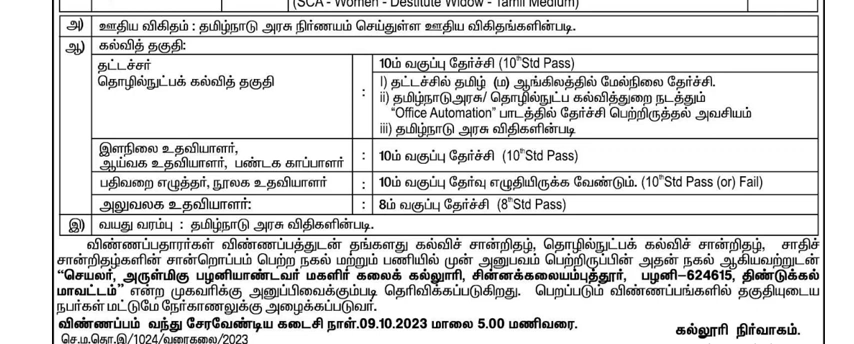 (SCA - Women - Destitute Widow - Tamil Medium)
அ) ஊதிய விகிதம் : தமிழ்நாடு அரசு நிர்ணயம் செய்துள்ள ஊதிய விகிதங்களின்படி.
ஆ) கல்வித் தகுதி:
தட்டச்சர் 10ம் வகுப்பு தேர்ச்சி (10th Std Pass)
தொழில்நுட்பக் கல்வித் தகுதி : I) தட்டச்சில் தமிழ் (ம) ஆங்கிலத்தில் மேல்நிலை தேர்ச்சி.
ii) தமிழ்நாடுஅரசு/ தொழில்நுட்ப கல்வித்துறை நடத்தும்
"Office Automation" பாடத்தில் தேர்ச்சி பெற்றிருத்தல் அவசியம்
iii) தமிழ்நாடு அரசு விதிகளின்படி
இளநிலை உதவியாளர்,
ஆய்வக உதவியாளர், பண்டக காப்பாளர் : 10ம் வகுப்பு தேர்ச்சி (10th Std Pass)
பதிவறை எழுத்தர், நூலக உதவியாளர் : 10ம் வகுப்பு தேர்வு எழுதியிருக்க வேண்டும். (10th Std Pass (or) Fail)
அலுவலக உதவியாளர்: : 8ம் வகுப்பு தேர்ச்சி (8th Std Pass)
இ) வயது வரம்பு : தமிழ்நாடு அரசு விதிகளின்படி.
விண்ணப்பதாரர்கள் விண்ணப்பத்துடன் தங்களது கல்விச் சான்றிதழ், தொழில்நுட்பக் கல்விச் சான்றிதழ், சாதிச்
சான்றிதழ்களின் சான்றொப்பம் பெற்ற நகல் மற்றும் பணியில் முன் அனுபவம் பெற்றிருப்பின் அதன் நகல் ஆகியவற்றுடன்
"செயலர், அருள்மிகு பழனியாண்டவர் மகளிர் கலைக் கல்லூரி, சின்னக்கலையம்புத்தூர், பழனி-624615, திண்டுக்கல்
மாவட்டம்" என்ற முகவரிக்கு அனுப்பிவைக்கும்படி தெரிவிக்கப்படுகிறது. பெறப்படும் விண்ணப்பங்களில் தகுதியுடைய
நபர்கள் மட்டுமே நேர்காணலுக்கு அழைக்கப்படுவர்.
விண்ணப்பம் வந்து சேரவேண்டிய கடைசி நாள்.09.10.2023 மாலை 5.00 மணிவரை.
கல்லூரி நிர்வாகம்.
செ.ம.தொ.இ/1024/வரைகலை/2023